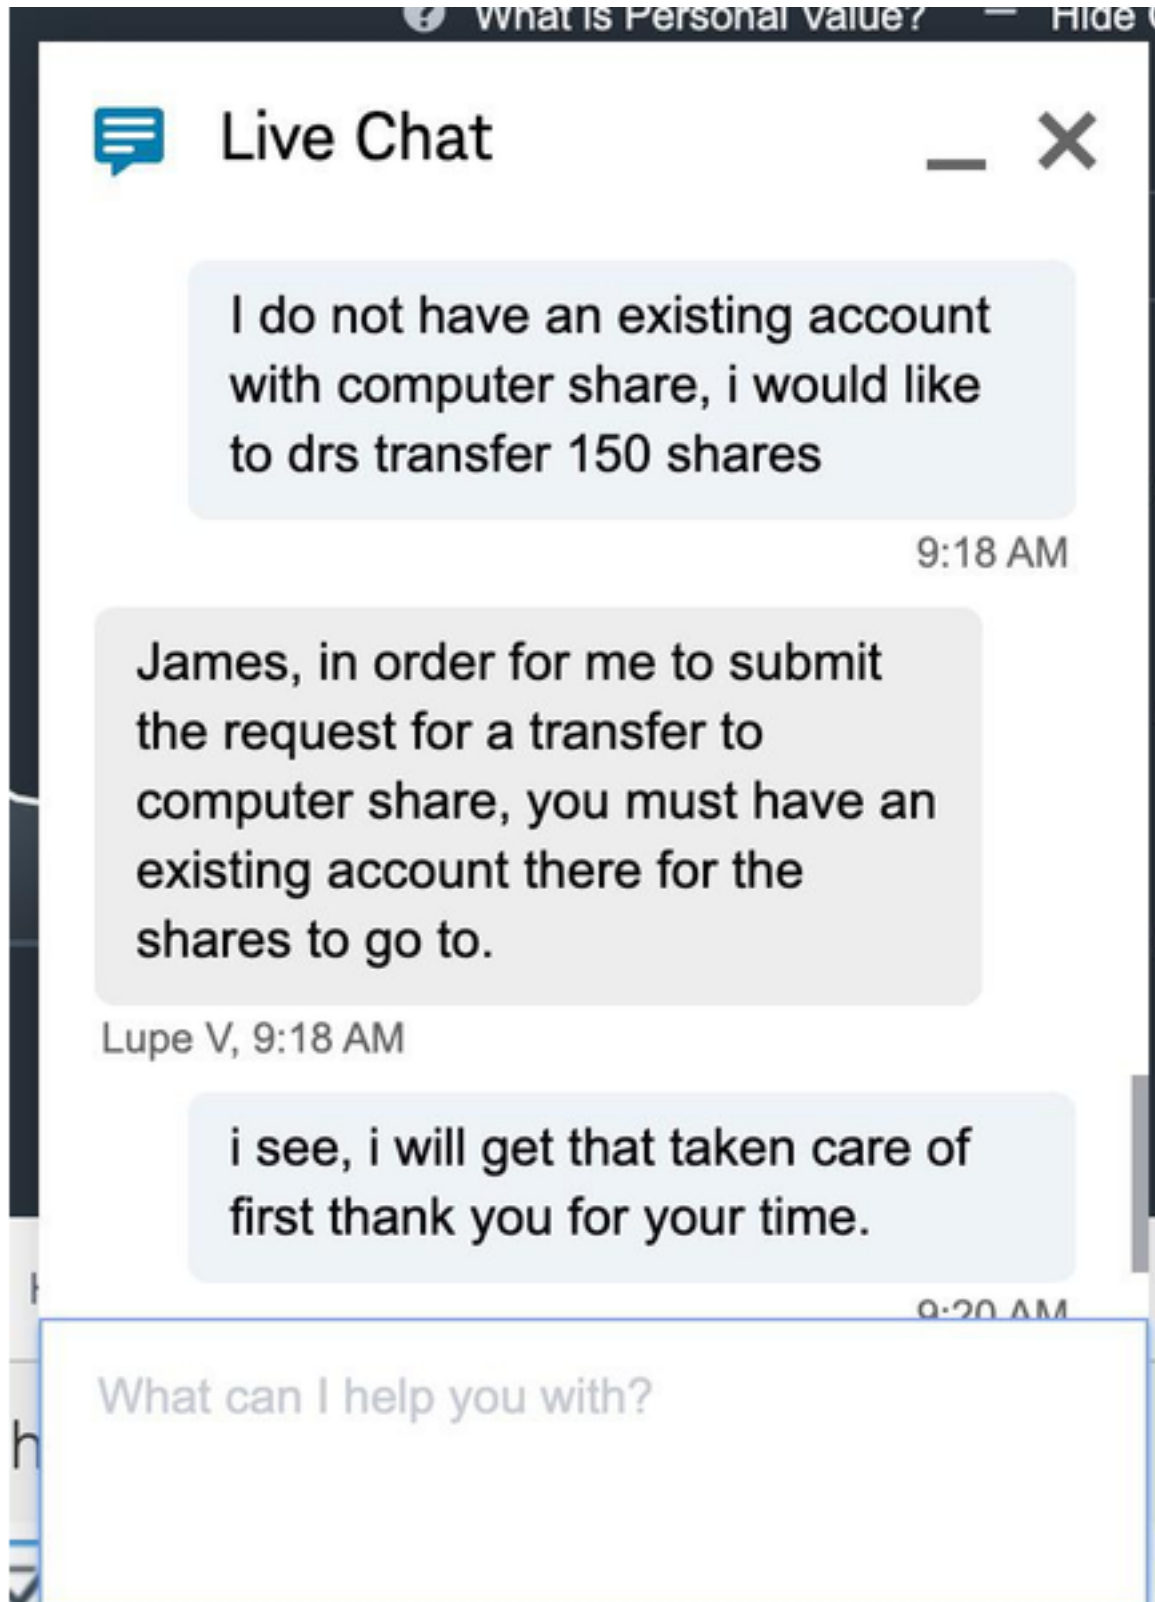 What is Personal Value?
Hide
Live Chat
I do not have an existing account
with computer share, i would like
to drs transfer 150 shares
9:18 AM
James, in order for me to submit
the request for a transfer to
computer share, you must have an
existing account there for the
shares to go to.
Lupe V, 9:18 AM
i see, i will get that taken care of
first thank you for your time.
9:20 AM
What can I help you with?
h